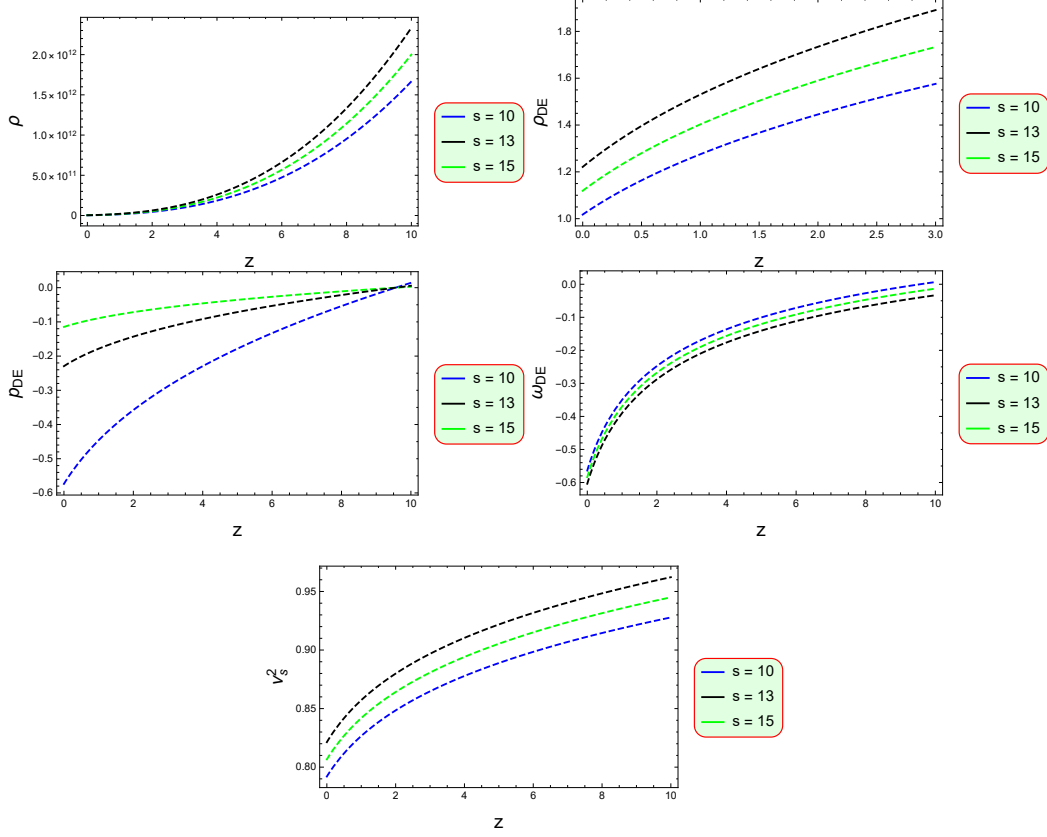 2.0×10¹²
1.5×10¹²
1.0×10¹²
5.0×10¹¹
0
ρ
0 2 4 6 8 10
z
s = 10
s = 13
s = 15
1.8
1.6
1.4
1.2
1.0
ρDE
0.0 0.5 1.0 1.5 2.0 2.5 3.0
z
s = 10
s = 13
s = 15
0.0
-0.1
-0.2
-0.3
-0.4
-0.5
-0.6
pDE
0 2 4 6 8 10
z
s = 10
s = 13
s = 15
0.0
-0.1
-0.2
-0.3
-0.4
-0.5
-0.6
ωDE
0 2 4 6 8 10
z
s = 10
s = 13
s = 15
0.95
0.90
0.85
0.80
v_s^2
0 2 4 6 8 10
z
s = 10
s = 13
s = 15